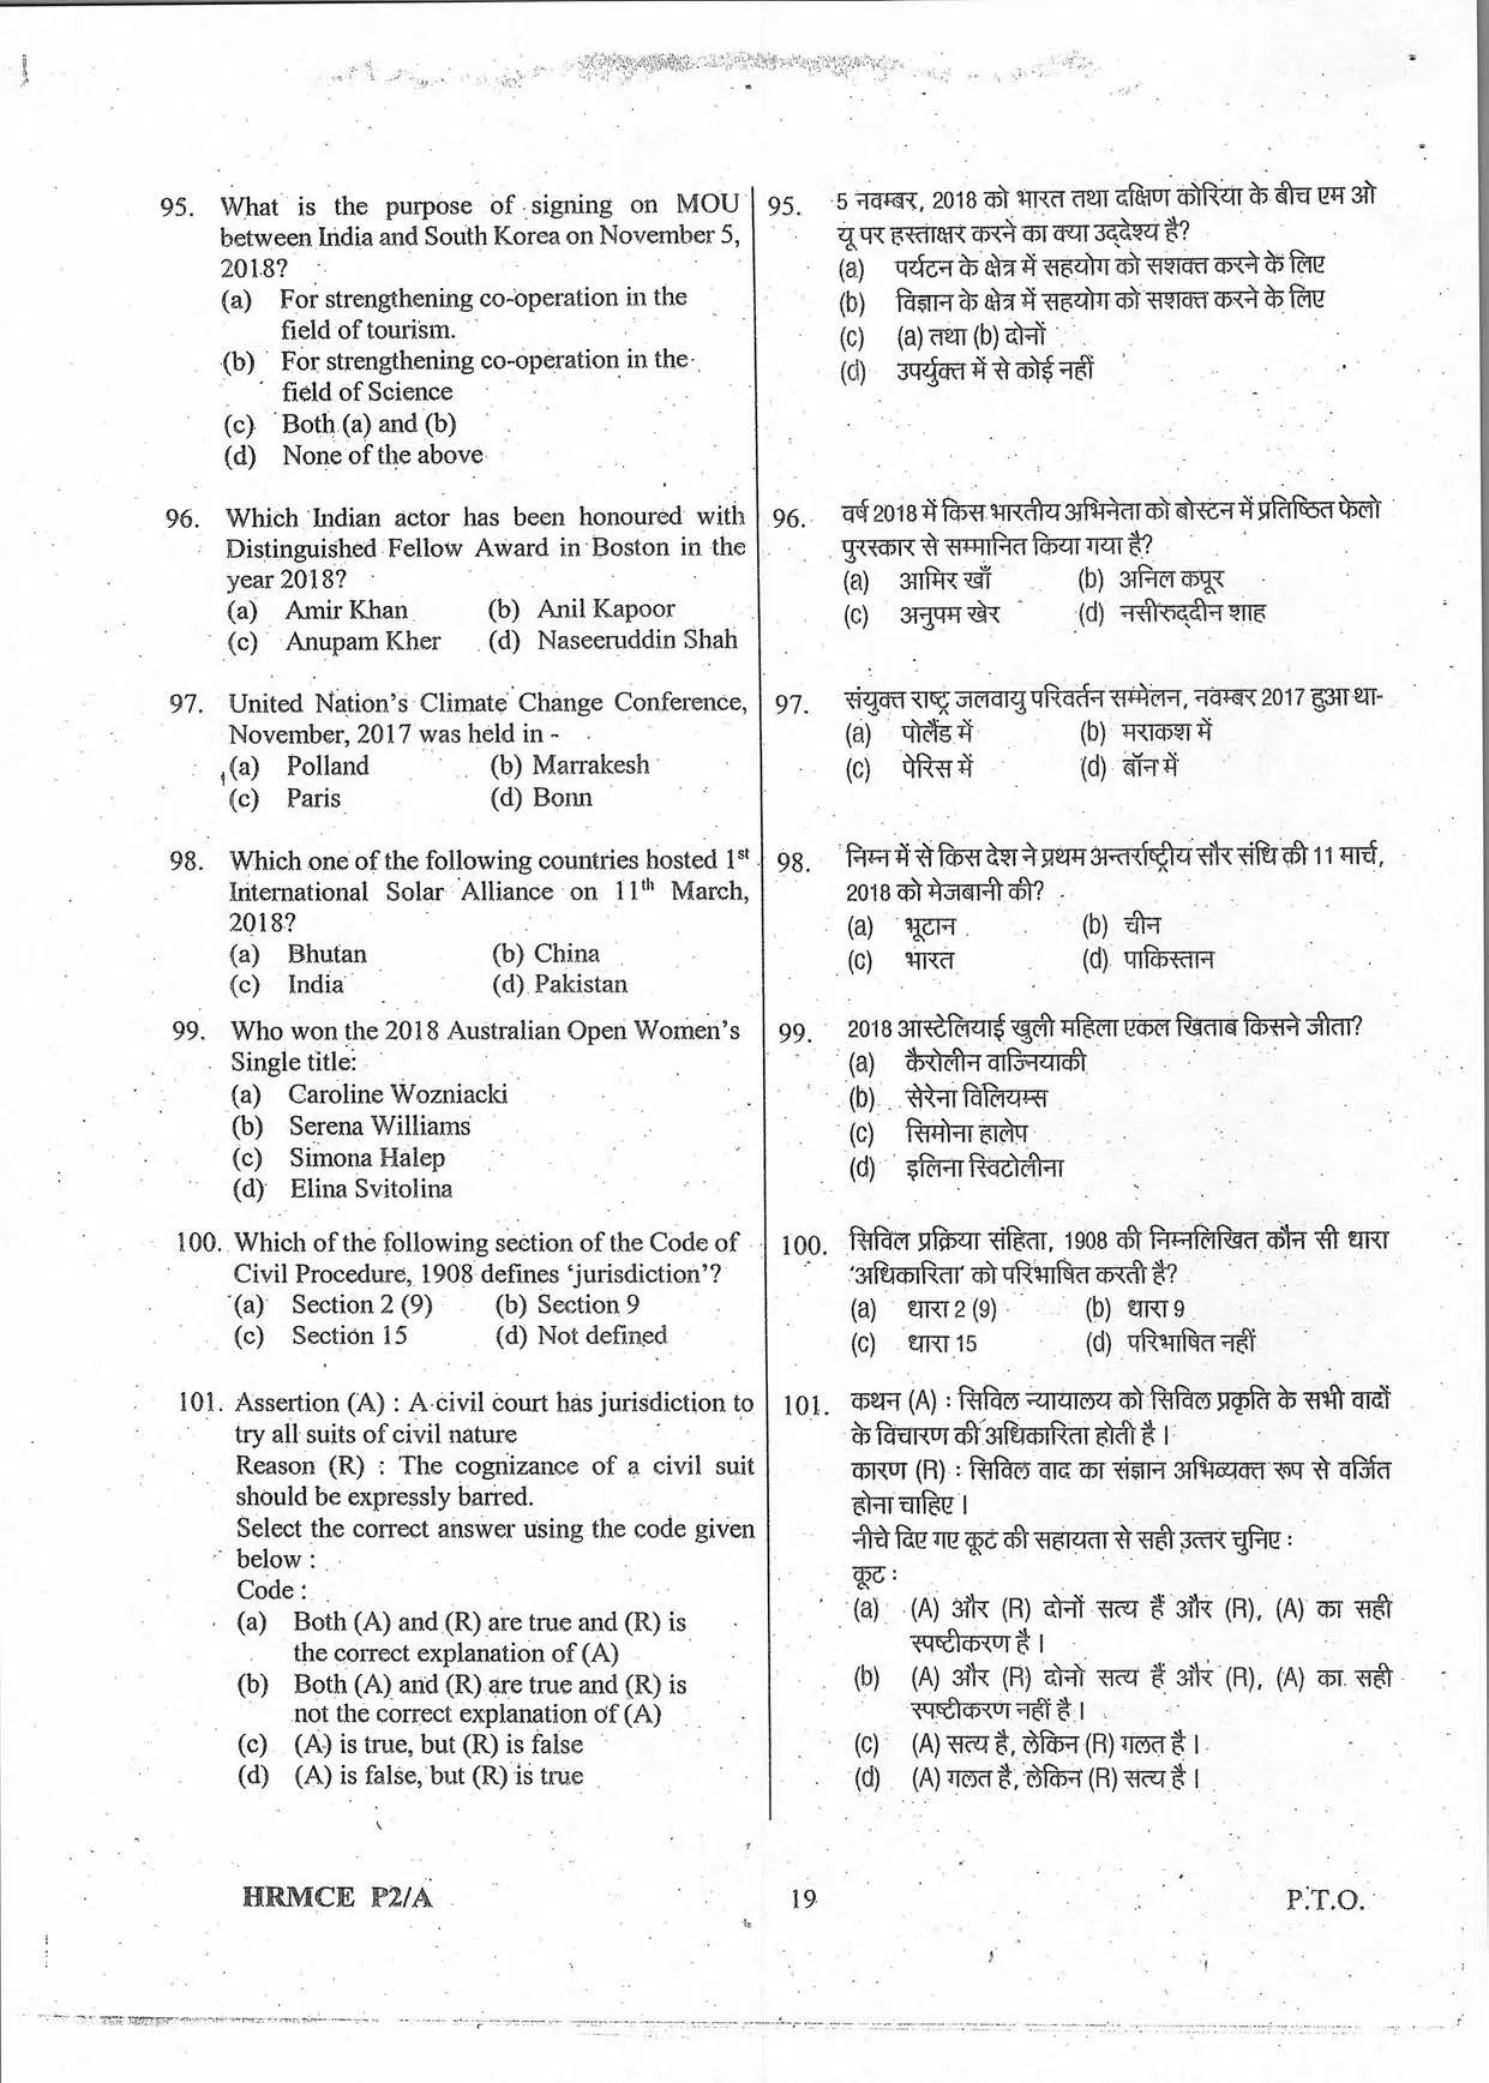 95. What is the purpose of signing on MOU
between India and South Korea on November 5,
2018?
(a) For strengthening co-operation in the
field of tourism.
(b) For strengthening co-operation in the
field of Science
(c) Both (a) and (b)
(d) None of the above
96. Which Indian actor has been honoured with
Distinguished Fellow Award in Boston in the
year 2018?
(a) Amir Khan (b) Anil Kapoor
(c) Anupam Kher (d) Naseeruddin Shah
97. United Nation's Climate Change Conference,
November, 2017 was held in -
(a) Polland (b) Marrakesh
(c) Paris (d) Bonn
98. Which one of the following countries hosted 1st
International Solar Alliance on 11th March,
2018?
(a) Bhutan (b) China
(c) India (d) Pakistan
99. Who won the 2018 Australian Open Women's
Single title:
(a) Caroline Wozniacki
(b) Serena Williams
(c) Simona Halep
(d) Elina Svitolina
100. Which of the following section of the Code of
Civil Procedure, 1908 defines 'jurisdiction'?
(a) Section 2 (9) (b) Section 9
(c) Section 15 (d) Not defined
101. Assertion (A) : A civil court has jurisdiction to
try all suits of civil nature
Reason (R) : The cognizance of a civil suit
should be expressly barred.
Select the correct answer using the code given
below :
Code :
(a) Both (A) and (R) are true and (R) is
the correct explanation of (A)
(b) Both (A) and (R) are true and (R) is
not the correct explanation of (A)
(c) (A) is true, but (R) is false
(d) (A) is false, but (R) is true
95. 5 नवम्बर, 2018 को भारत तथा दक्षिण कोरिया के बीच एम ओ
यू पर हस्ताक्षर करने का क्या उद्देश्य है?
(a) पर्यटन के क्षेत्र में सहयोग को सशक्त करने के लिए
(b) विज्ञान के क्षेत्र में सहयोग को सशक्त करने के लिए
(c) (a) तथा (b) दोनों
(d) उपर्युक्त में से कोई नहीं
96. वर्ष 2018 में किस भारतीय अभिनेता को बोस्टन में प्रतिष्ठित फेलो
पुरस्कार से सम्मानित किया गया है?
(a) आमिर खाँ (b) अनिल कपूर
(c) अनुपम खेर (d) नसीरुद्दीन शाह
97. संयुक्त राष्ट्र जलवायु परिवर्तन सम्मेलन, नवम्बर 2017 हुआ था-
(a) पोलैंड में (b) मराकश में
(c) पेरिस में (d) बॉन में
98. निम्न में से किस देश ने प्रथम अन्तर्राष्ट्रीय सौर संधि की 11 मार्च,
2018 को मेजबानी की?
(a) भूटान (b) चीन
(c) भारत (d) पाकिस्तान
99. 2018 आस्टेलियाई खुली महिला एकल खिताब किसने जीता?
(a) कैरोलीन वाज्नियाकी
(b) सेरेना विलियम्स
(c) सिमोना हालेप
(d) इलिना स्विटोलीना
100. सिविल प्रक्रिया संहिता, 1908 की निम्नलिखित कौन सी धारा
'अधिकारिता' को परिभाषित करती है?
(a) धारा 2 (9) (b) धारा 9
(c) धारा 15 (d) परिभाषित नहीं
101. कथन (A) : सिविल न्यायालय को सिविल प्रकृति के सभी वादों
के विचारण की अधिकारिता होती है।
कारण (R) : सिविल वाद का संज्ञान अभिव्यक्त रूप से वर्जित
होना चाहिए।
नीचे दिए गए कूट की सहायता से सही उत्तर चुनिए :
कूट :
(a) (A) और (R) दोनों सत्य हैं और (R), (A) का सही
स्पष्टीकरण है।
(b) (A) और (R) दोनो सत्य हैं और (R), (A) का सही
स्पष्टीकरण नहीं है।
(c) (A) सत्य है, लेकिन (R) गलत है।
(d) (A) गलत है, लेकिन (R) सत्य है।
HRMCE P2/A 19 P.T.O.